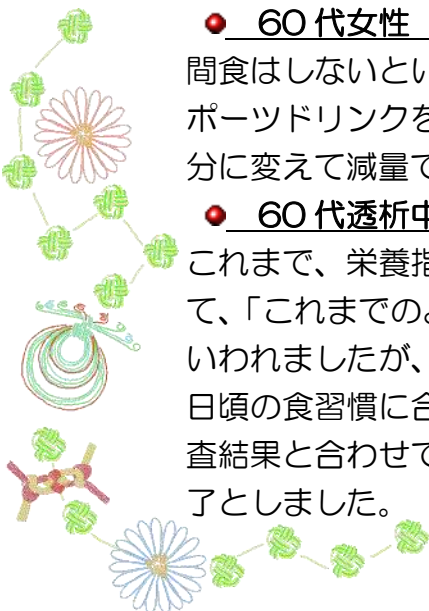 ● 60代女性
間食はしないとい
ポーツドリンクを
分に変えて減量で
● 60代透析中
これまで、栄養指
て、「これまでの
いわれましたが、
日頃の食習慣に合
査結果と合わせて
了としました。